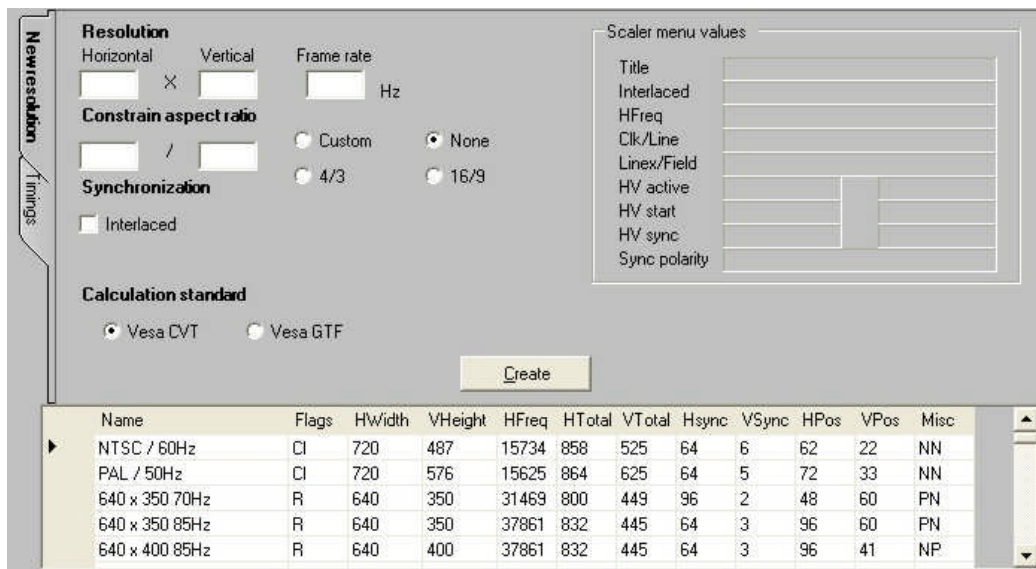 New resolution
Timings
Resolution
Horizontal Vertical Frame rate
X Hz
Constrain aspect ratio
/
Custom None
4/3 16/9
Synchronization
Interlaced
Calculation standard
Vesa CVT Vesa GTF
Create
Scaler menu values
Title
Interlaced
HFreq
Clk/Line
Linex/Field
HV active
HV start
HV sync
Sync polarity
Name Flags HWidth VHeight HFreq HTotal VTotal Hsync VSync HPos VPos Misc
NTSC / 60Hz CI 720 487 15734 858 525 64 6 62 22 NN
PAL / 50Hz CI 720 576 15625 864 625 64 5 72 33 NN
640 x 350 70Hz R 640 350 31469 800 449 96 2 48 60 PN
640 x 350 85Hz R 640 350 37861 832 445 64 3 96 60 PN
640 x 400 85Hz R 640 400 37861 832 445 64 3 96 41 NP